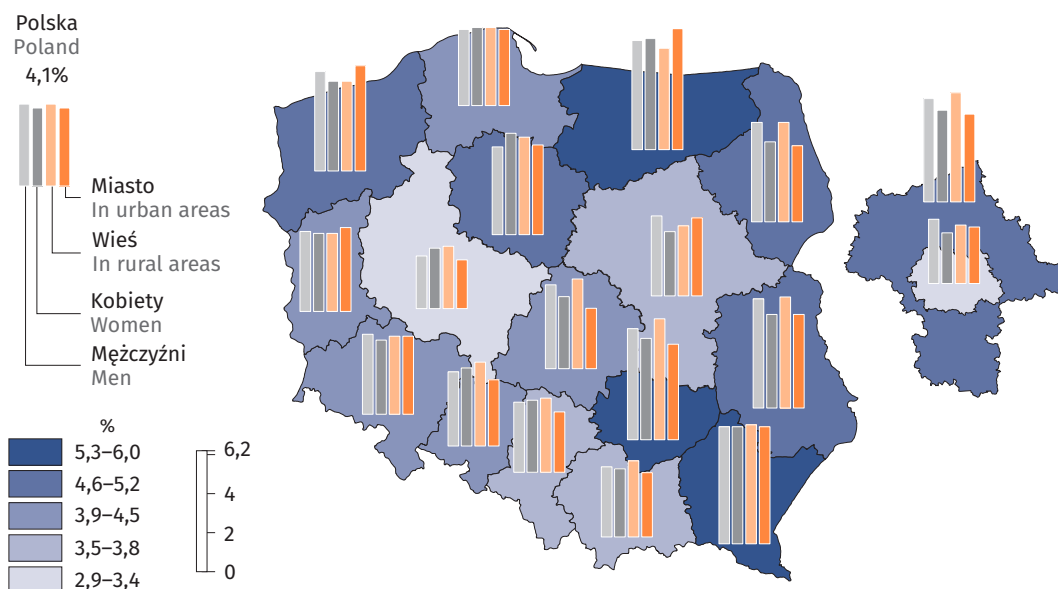 Polska
Poland
4,1%
Miasto
In urban areas
Wieś
In rural areas
Kobiety
Women
Mężczyźni
Men
%
5,3–6,0
4,6–5,2
3,9–4,5
3,5–3,8
2,9–3,4
6,2
4
2
0